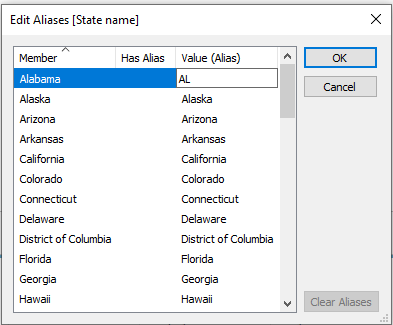 Edit Aliases [State name]
Member Has Alias Value (Alias)
Alabama AL
Alaska Alaska
Arizona Arizona
Arkansas Arkansas
California California
Colorado Colorado
Connecticut Connecticut
Delaware Delaware
District of Columbia District of Columbia
Florida Florida
Georgia Georgia
Hawaii Hawaii
OK
Cancel
Clear Aliases